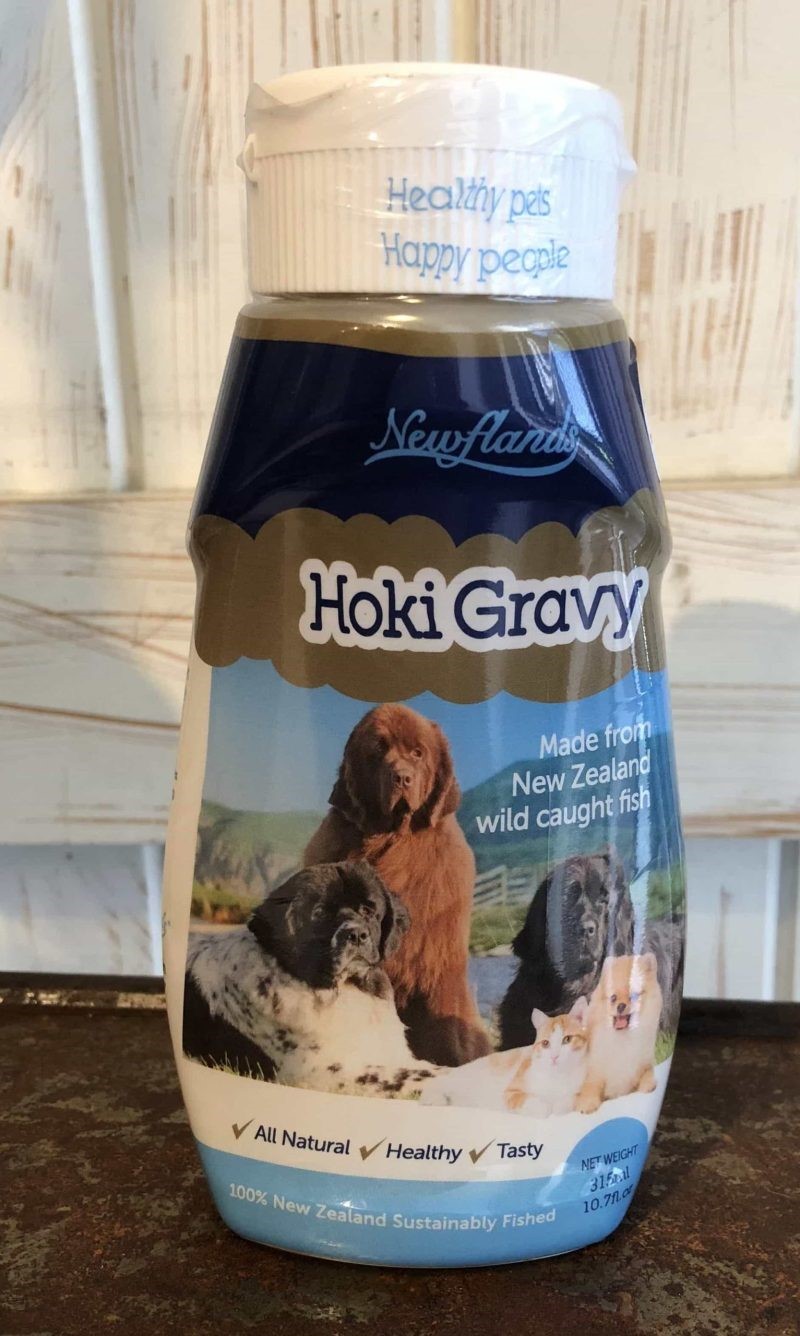 Healthy pets
Happy people
Newflands
Hoki Gravy
Made from
New Zealand
wild caught fish
✓ All Natural ✓ Healthy ✓ Tasty
NET WEIGHT
315ml
10.7fl.oz
100% New Zealand Sustainably Fished